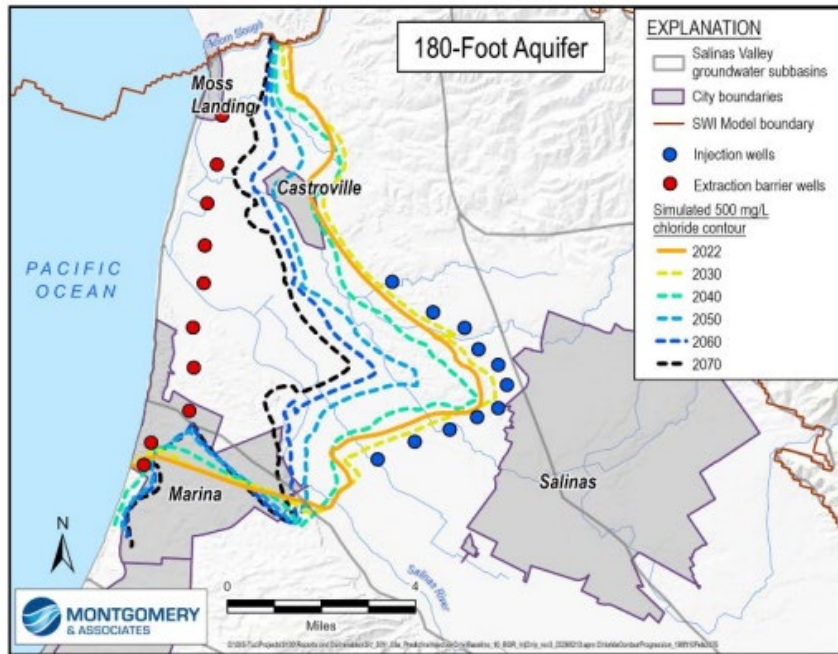 180-Foot Aquifer
EXPLANATION
Salinas Valley
groundwater subbasins
City boundaries
SWI Model boundary
Injection wells
Extraction barrier wells
Simulated 500 mg/L
chloride contour
2022
2030
2040
2050
2060
2070
Moss
Landing
Castroville
PACIFIC
OCEAN
Marina
Salinas
Salinas
River
N
0
4
Miles
MONTGOMERY
& ASSOCIATES